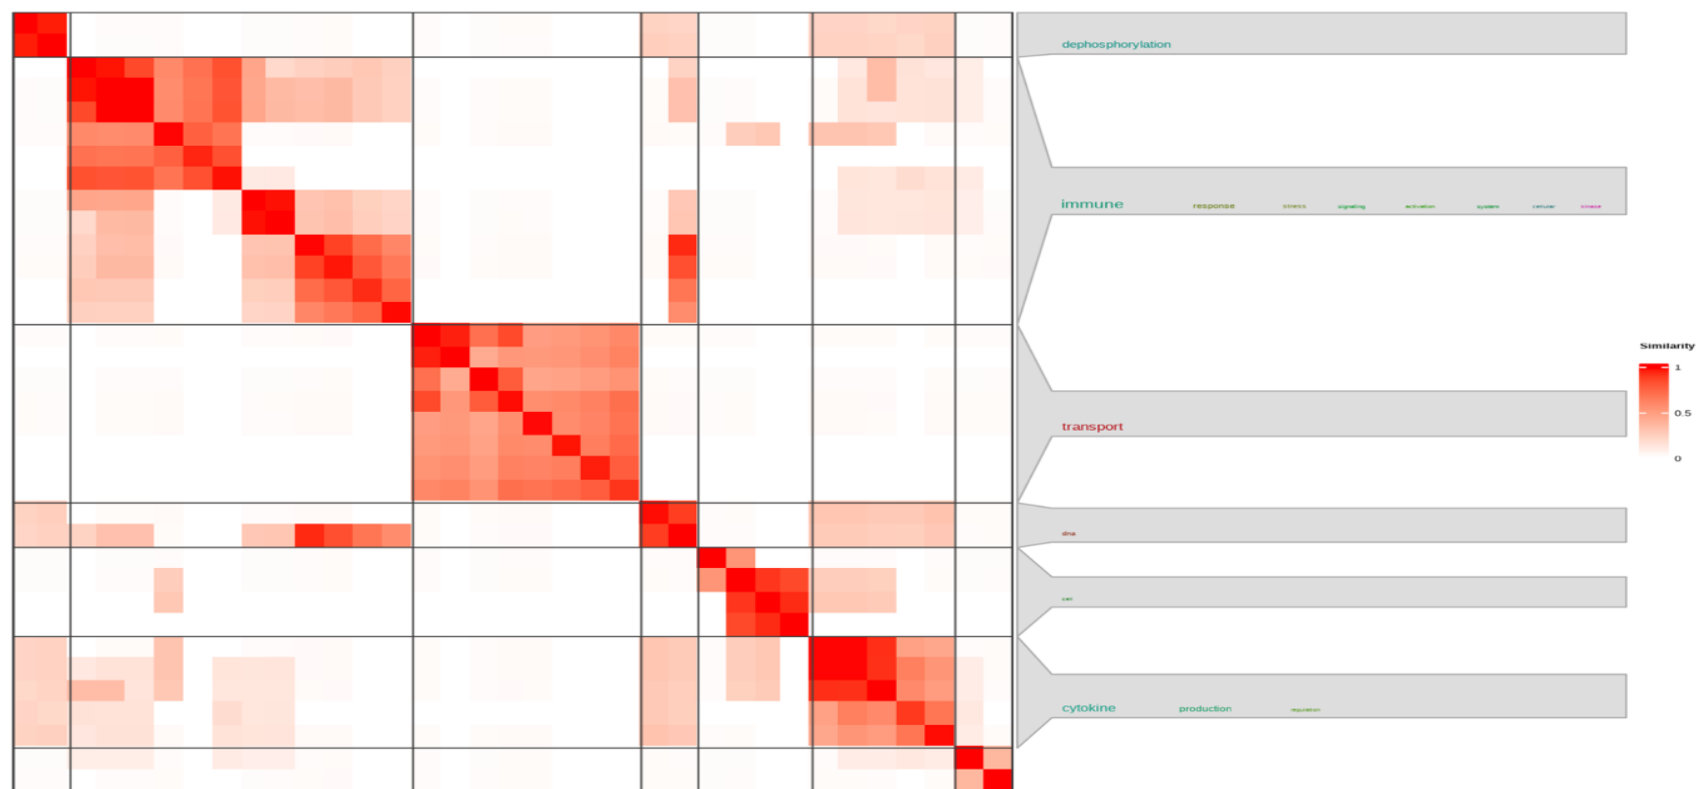 dephosphorylation
immune response stress signaling activation system cellular
Similarity
1
0.5
0
transport
dna
cell
cytokine production regulation